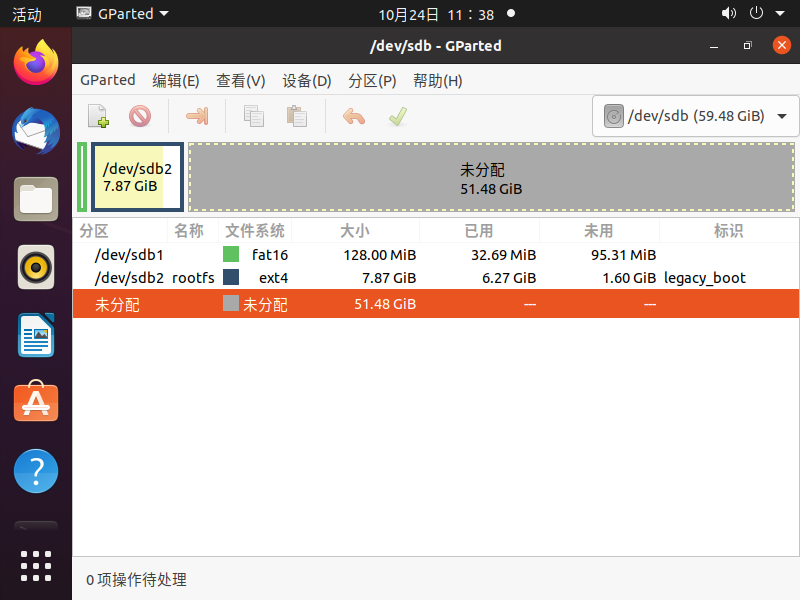 活动 GParted 10月24日 11：38
/dev/sdb - GParted
GParted 编辑(E) 查看(V) 设备(D) 分区(P) 帮助(H)
/dev/sdb (59.48 GiB)
/dev/sdb2
7.87 GiB
未分配
51.48 GiB
分区 名称 文件系统 大小 已用 未用 标识
/dev/sdb1 fat16 128.00 MiB 32.69 MiB 95.31 MiB
/dev/sdb2 rootfs ext4 7.87 GiB 6.27 GiB 1.60 GiB legacy_boot
未分配 未分配 51.48 GiB --- ---
0 项操作待处理